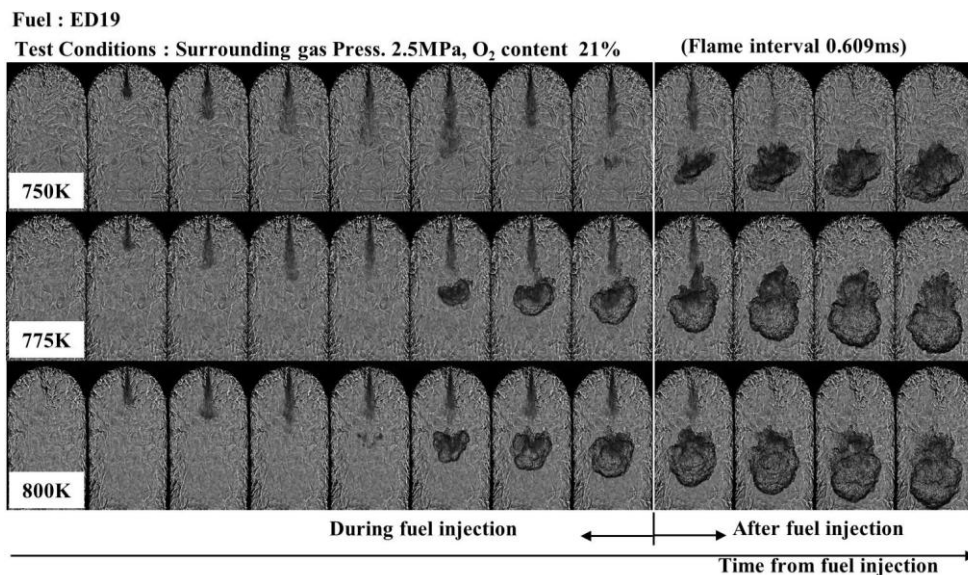 Fuel : ED19
Test Conditions : Surrounding gas Press. 2.5MPa, O₂ content 21%
(Flame interval 0.609ms)
750K
775K
800K
During fuel injection
After fuel injection
Time from fuel injection